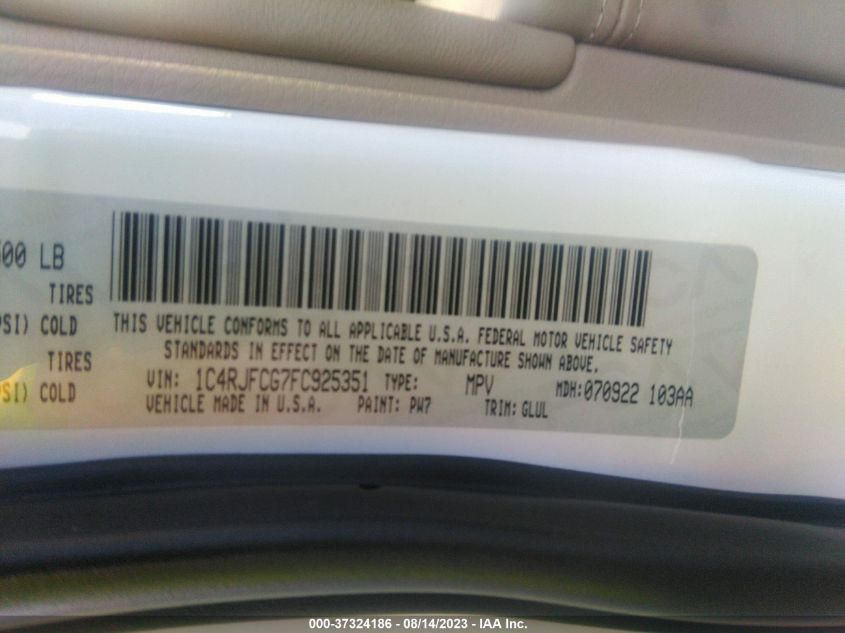 00 LB
TIRES
PSI) COLD
TIRES
PSI) COLD
THIS VEHICLE CONFORMS TO ALL APPLICABLE U.S.A. FEDERAL MOTOR VEHICLE SAFETY
STANDARDS IN EFFECT ON THE DATE OF MANUFACTURE SHOWN ABOVE.
VIN: 1C4RJFCG7FC925351 TYPE: MPV MDH:070922 103AA
VEHICLE MADE IN U.S.A. PAINT: PW7 TRIM: GLUL
000-37324186 - 08/14/2023 - IAA Inc.